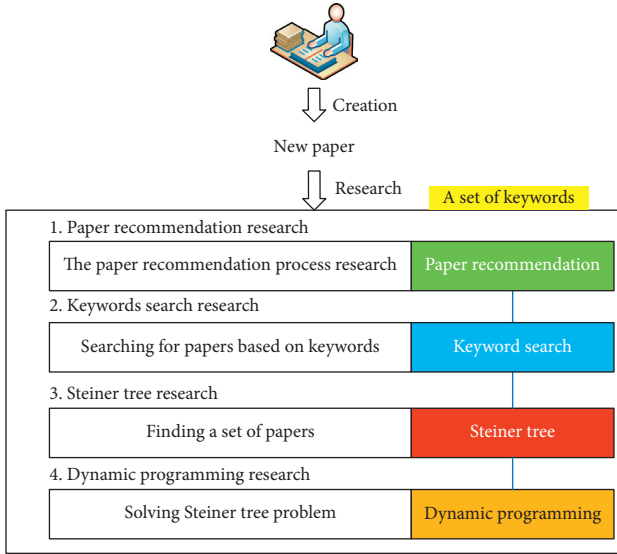 Creation
New paper
Research
A set of keywords
1. Paper recommendation research
The paper recommendation process research
Paper recommendation
2. Keywords search research
Searching for papers based on keywords
Keyword search
3. Steiner tree research
Finding a set of papers
Steiner tree
4. Dynamic programming research
Solving Steiner tree problem
Dynamic programming